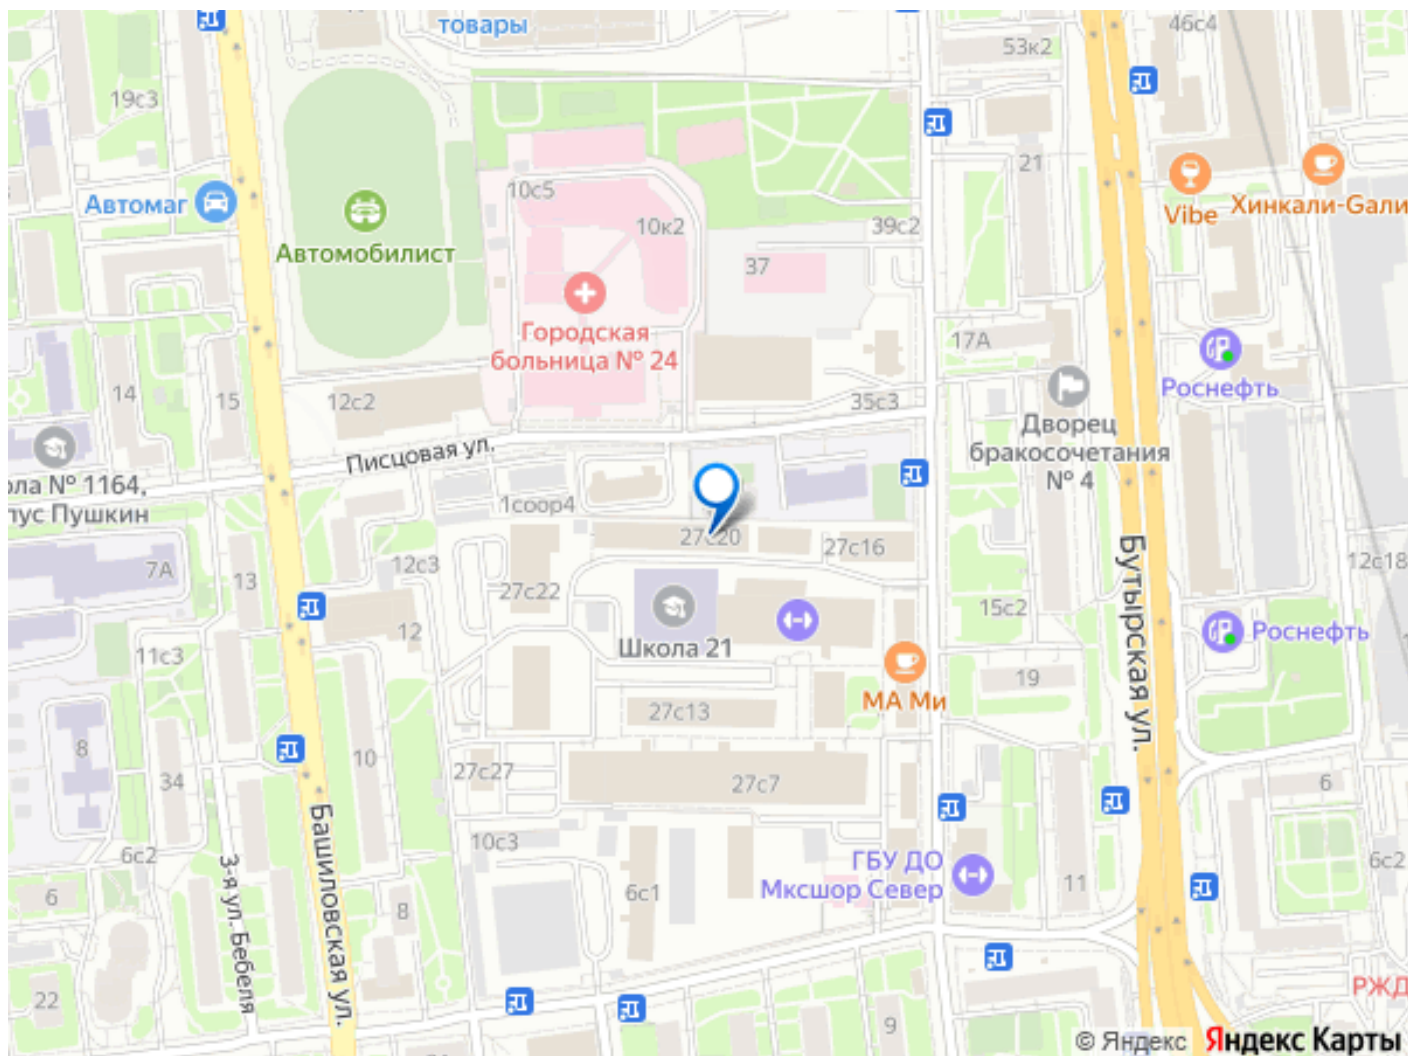 товары
46с4
53к2
19с3
21
10с5
Автомаг
Vibe
Хинкали-Gали
10к2
39с2
Автомобилист
37
Городская
больница № 24
17А
Роснефть
14
15
12с2
35с3
Дворец
бракосочетания
№ 4
Писцовая ул.
ола № 1164,
пус Пушкин
1соор4
27с20
27с16
Бутырская ул.
12с18
12с3
7А
13
27с22
15с2
12
Школа 21
Роснефть
11с3
19
МА Ми
27с13
8
34
10
27с27
27с7
6
Башиловская ул.
10с3
6с2
3-я ул. Бебеля
ГБУ ДО
Мксшор Север
6с2
6
6с1
11
8
22
9
РЖД
© Яндекс Яндекс Карты